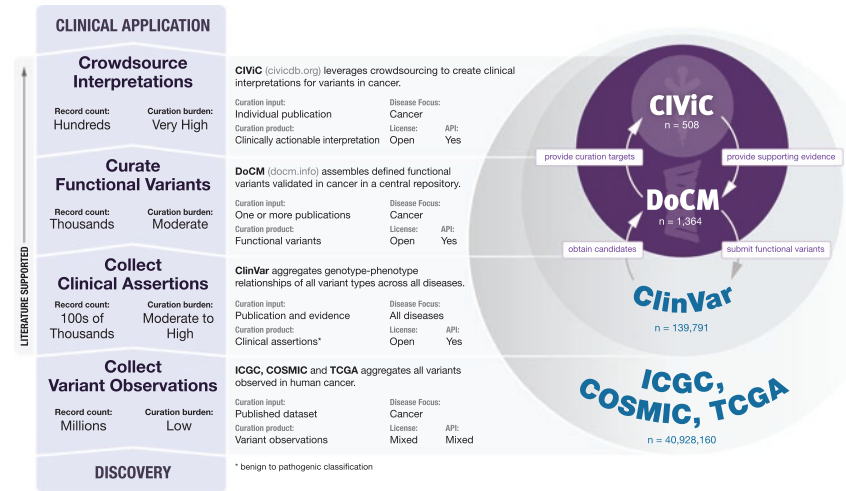 CLINICAL APPLICATION
Crowdsource
Interpretations
Record count:
Hundreds
Curation burden:
Very High
CIViC (civicdb.org) leverages crowdsourcing to create clinical
interpretations for variants in cancer.
Curation input:
Individual publication
Disease Focus:
Cancer
Curation product:
Clinically actionable interpretation
License:
Open
API:
Yes
Curate
Functional Variants
Record count:
Thousands
Curation burden:
Moderate
DoCM (docm.info) assembles defined functional
variants validated in cancer in a central repository.
Curation input:
One or more publications
Disease Focus:
Cancer
Curation product:
Functional variants
License:
Open
API:
Yes
Collect
Clinical Assertions
Record count:
100s of
Thousands
Curation burden:
Moderate to
High
ClinVar aggregates genotype-phenotype
relationships of all variant types across all diseases.
Curation input:
Publication and evidence
Disease Focus:
All diseases
Curation product:
Clinical assertions*
License:
Open
API:
Yes
Collect
Variant Observations
Record count:
Millions
Curation burden:
Low
ICGC, COSMIC and TCGA aggregates all variants
observed in human cancer.
Curation input:
Published dataset
Disease Focus:
Cancer
Curation product:
Variant observations
License:
Mixed
API:
Mixed
DISCOVERY
* benign to pathogenic classification
LITERATURE SUPPORTED
CIViC
n = 508
provide curation targets
provide supporting evidence
DoCM
n = 1,364
obtain candidates
submit functional variants
ClinVar
n = 139,791
ICGC,
COSMIC, TCGA
n = 40,928,160